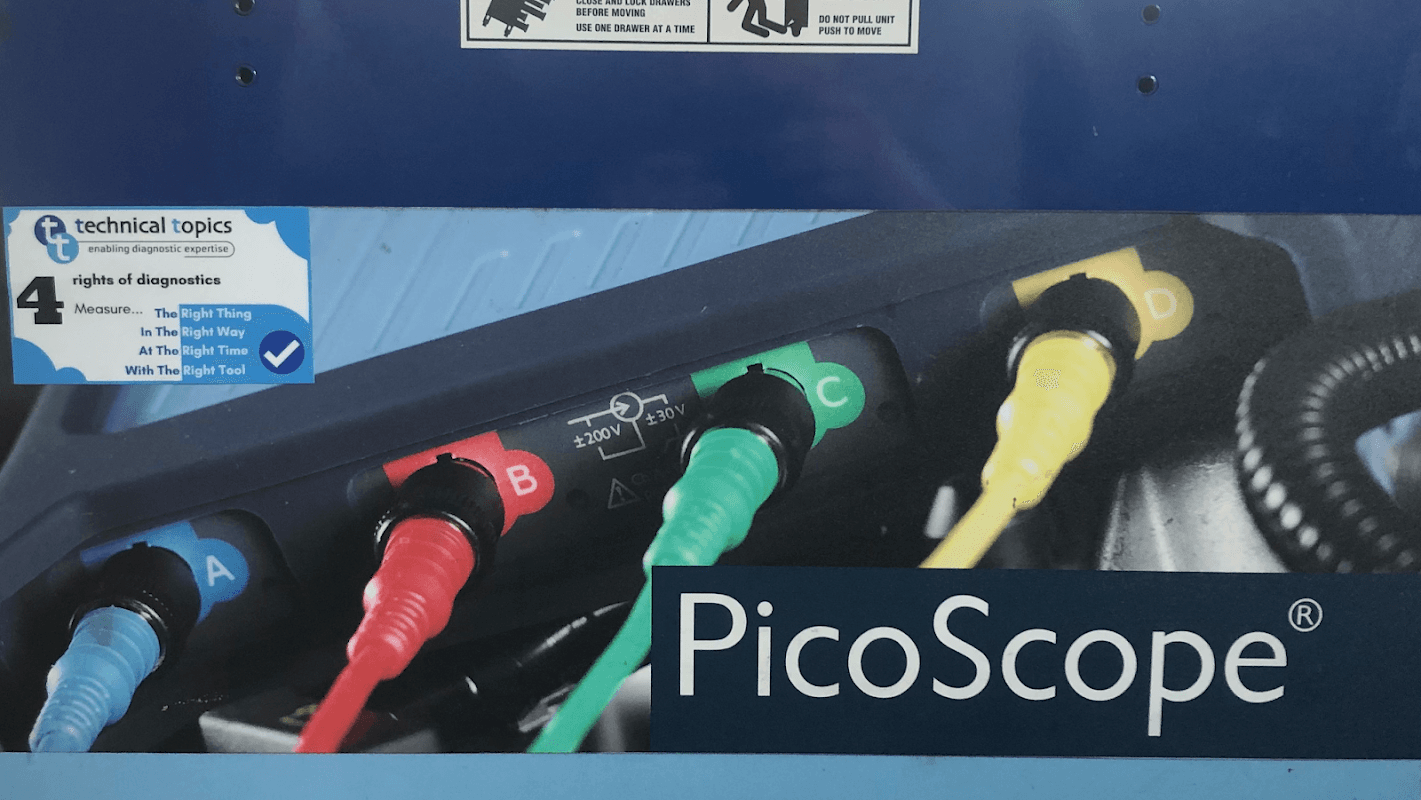 CLOSE AND LOCK DRAWERS
BEFORE MOVING
USE ONE DRAWER AT A TIME
DO NOT PULL UNIT
PUSH TO MOVE
tt technical topics
enabling diagnostic expertise
4 rights of diagnostics
Measure... The Right Thing
In The Right Way
At The Right Time
With The Right Tool
A
B
±200V
±30V
C
D
PicoScope®